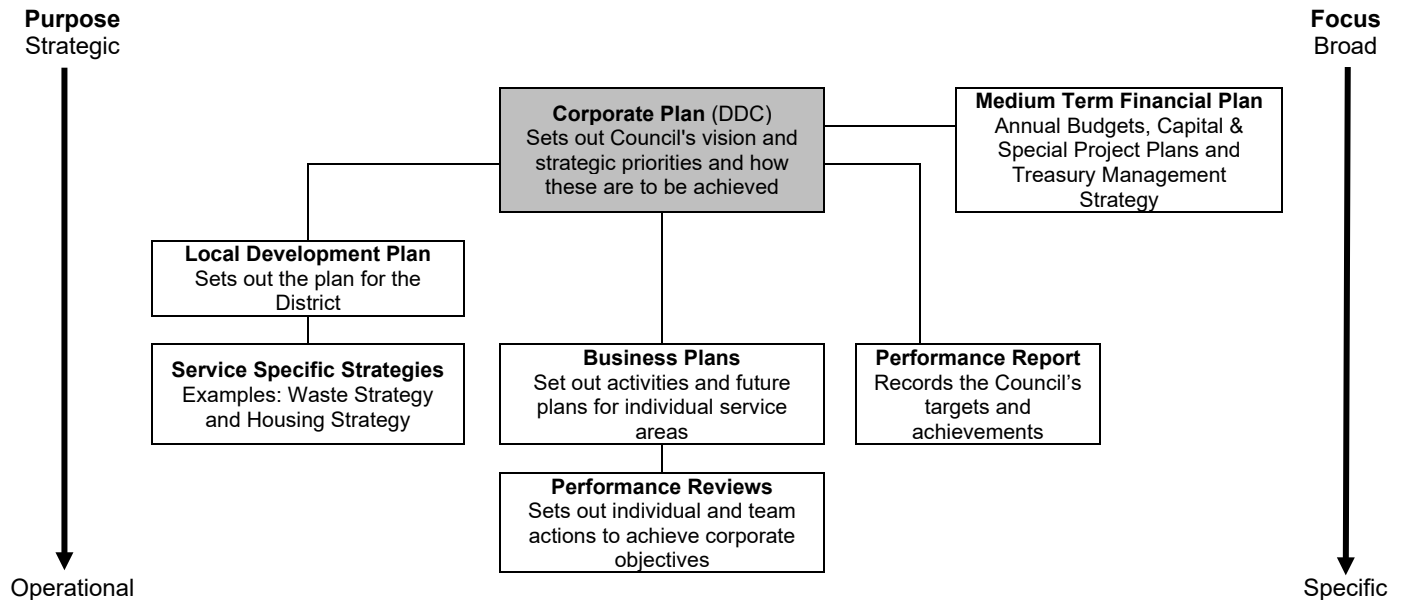 Purpose
Strategic
Focus
Broad
Corporate Plan (DDC)
Sets out Council's vision and
strategic priorities and how
these are to be achieved
Medium Term Financial Plan
Annual Budgets, Capital &
Special Project Plans and
Treasury Management
Strategy
Local Development Plan
Sets out the plan for the
District
Service Specific Strategies
Examples: Waste Strategy
and Housing Strategy
Business Plans
Set out activities and future
plans for individual service
areas
Performance Report
Records the Council’s
targets and
achievements
Performance Reviews
Sets out individual and team
actions to achieve corporate
objectives
Operational
Specific